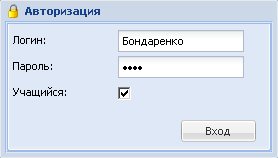 Авторизация
Логин: Бондаренко
Пароль: ••••
Учащийся:
Вход